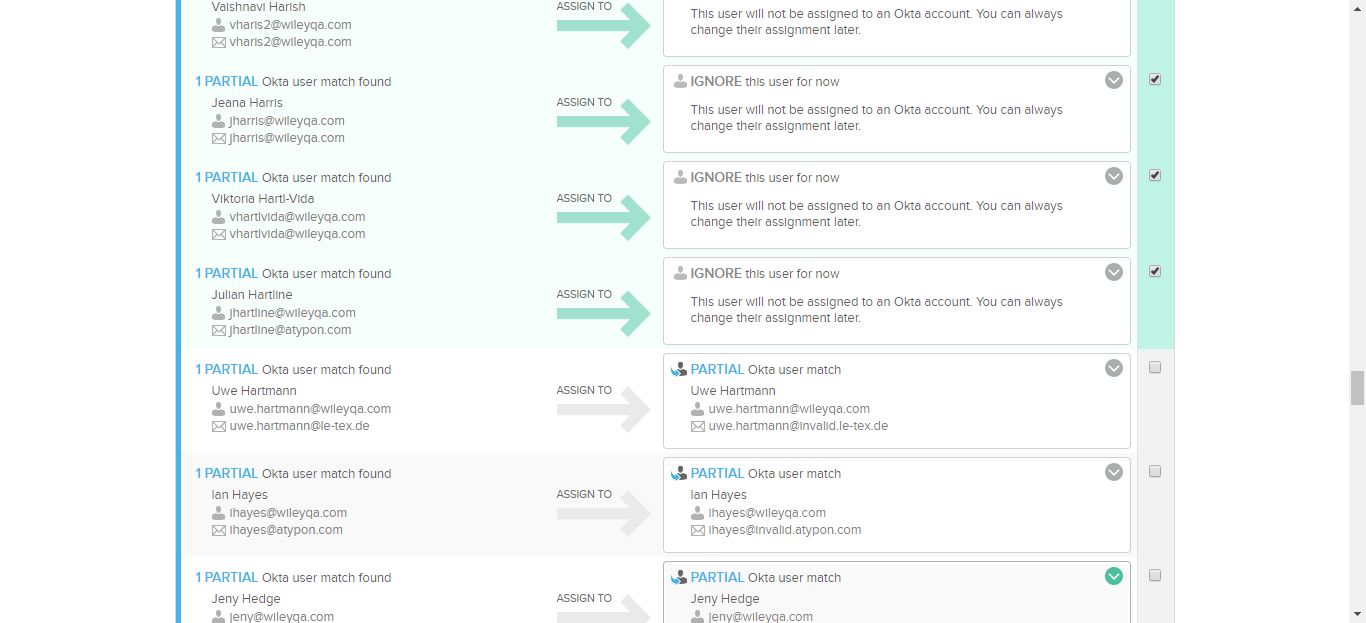 Vaishnavi Harish
vharis2@wileyqa.com
vharis2@wileyqa.com
ASSIGN TO
This user will not be assigned to an Okta account. You can always
change their assignment later.
1 PARTIAL Okta user match found
Jeana Harris
jharris@wileyqa.com
jharris@wileyqa.com
ASSIGN TO
IGNORE this user for now
This user will not be assigned to an Okta account. You can always
change their assignment later.
1 PARTIAL Okta user match found
Viktoria Hartl-Vida
vhartlvida@wileyqa.com
vhartlvida@wileyqa.com
ASSIGN TO
IGNORE this user for now
This user will not be assigned to an Okta account. You can always
change their assignment later.
1 PARTIAL Okta user match found
Julian Hartline
jhartline@wileyqa.com
jhartline@atypon.com
ASSIGN TO
IGNORE this user for now
This user will not be assigned to an Okta account. You can always
change their assignment later.
1 PARTIAL Okta user match found
Uwe Hartmann
uwe.hartmann@wileyqa.com
uwe.hartmann@le-tex.de
ASSIGN TO
PARTIAL Okta user match
Uwe Hartmann
uwe.hartmann@wileyqa.com
uwe.hartmann@invalid.le-tex.de
1 PARTIAL Okta user match found
Ian Hayes
ihayes@wileyqa.com
ihayes@atypon.com
ASSIGN TO
PARTIAL Okta user match
Ian Hayes
ihayes@wileyqa.com
ihayes@invalid.atypon.com
1 PARTIAL Okta user match found
Jeny Hedge
jeny@wileyqa.com
ASSIGN TO
PARTIAL Okta user match
Jeny Hedge
jeny@wileyqa.com